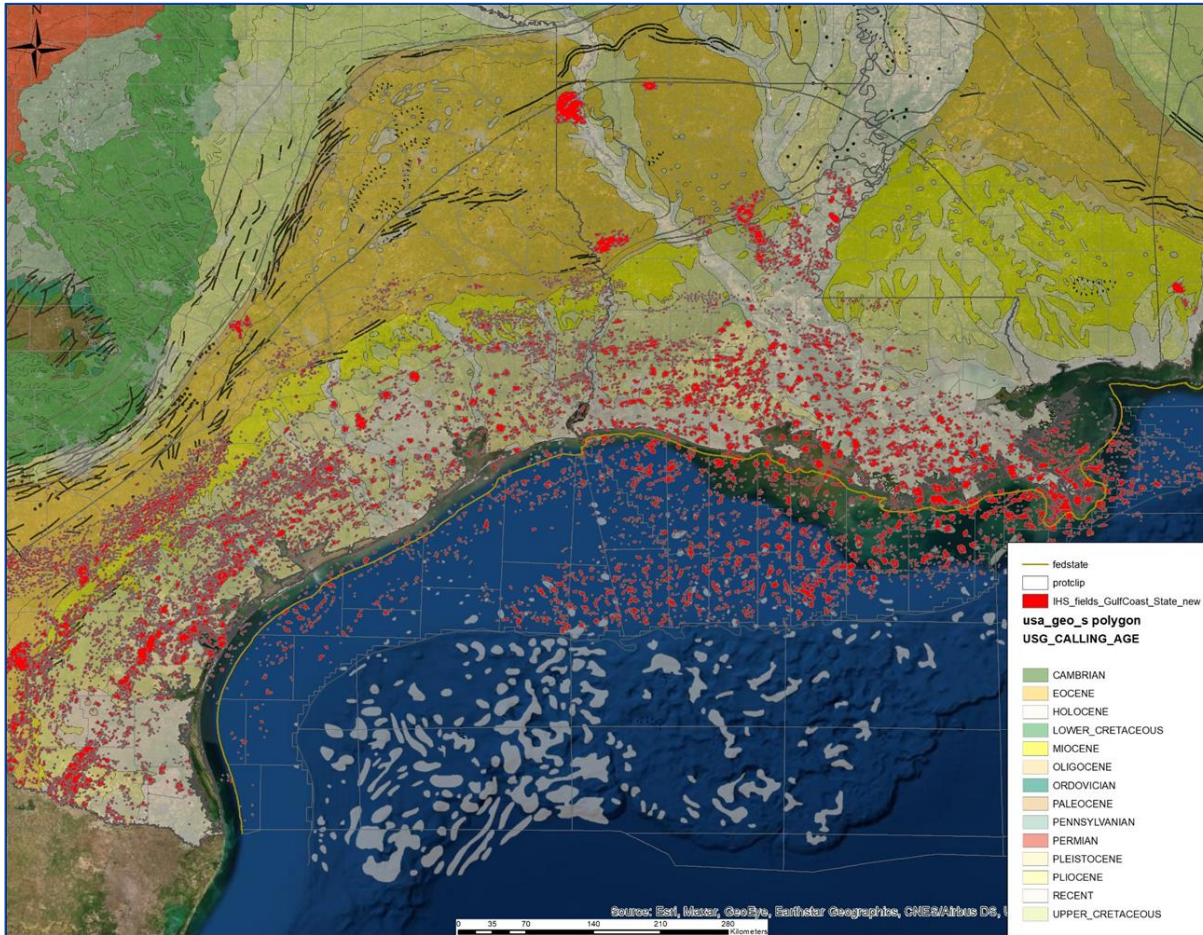 N
fedstate
protclip
IHS_fields_GulfCoast_State_new
usa_geo_s polygon
USG_CALLING_AGE
CAMBRIAN
EOCENE
HOLOCENE
LOWER_CRETACEOUS
MIOCENE
OLIGOCENE
ORDOVICIAN
PALEOCENE
PENNSYLVANIAN
PERMIAN
PLEISTOCENE
PLIOCENE
RECENT
UPPER_CRETACEOUS
Source: Esri, Maxar, GeoEye, Earthstar Geographics, CNES/Airbus DS, U
0 35 70 140 210 280
Kilometers